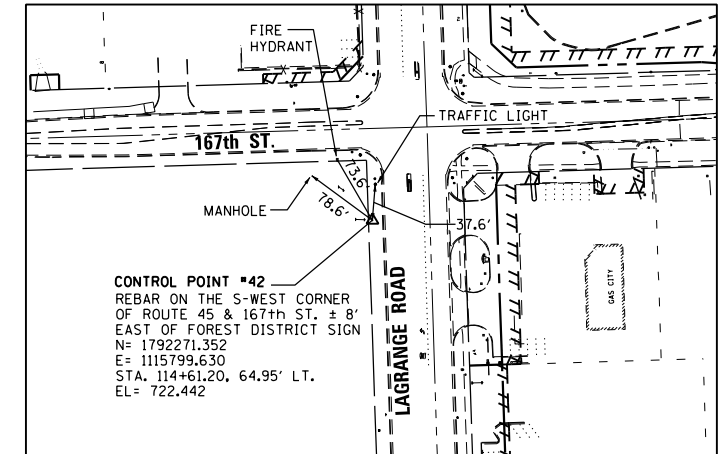 FIRE
HYDRANT
TRAFFIC LIGHT
167th ST.
73.6'
MANHOLE
78.6'
37.6'
CONTROL POINT #42
REBAR ON THE S-WEST CORNER
OF ROUTE 45 & 167th ST. ± 8'
EAST OF FOREST DISTRICT SIGN
N= 1792271.352
E= 1115799.630
STA. 114+61.20, 64.95' LT.
EL= 722.442
LAGRANGE ROAD
GAS CITY